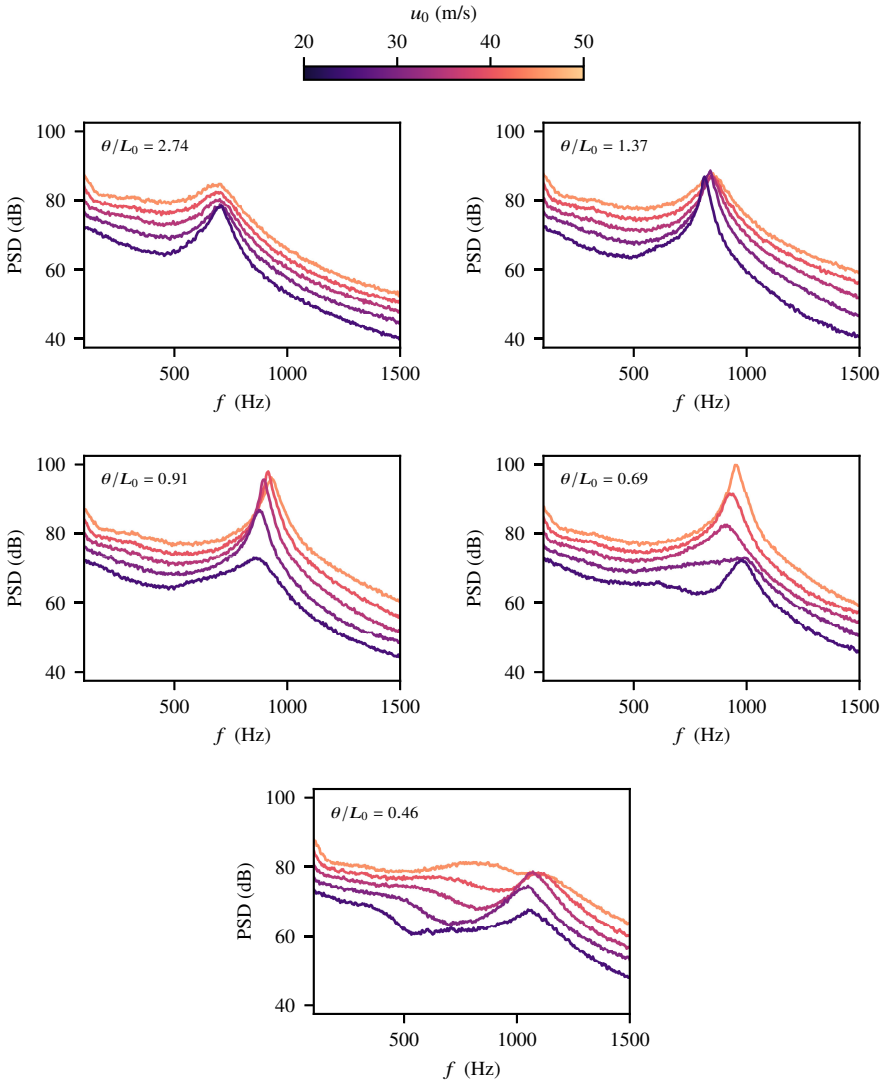 u0 (m/s)
20 30 40 50
θ/L0 = 2.74
100
80
60
40
PSD (dB)
500 1000 1500
f (Hz)
θ/L0 = 1.37
100
80
60
40
PSD (dB)
500 1000 1500
f (Hz)
θ/L0 = 0.91
100
80
60
40
PSD (dB)
500 1000 1500
f (Hz)
θ/L0 = 0.69
100
80
60
40
PSD (dB)
500 1000 1500
f (Hz)
θ/L0 = 0.46
100
80
60
40
PSD (dB)
500 1000 1500
f (Hz)